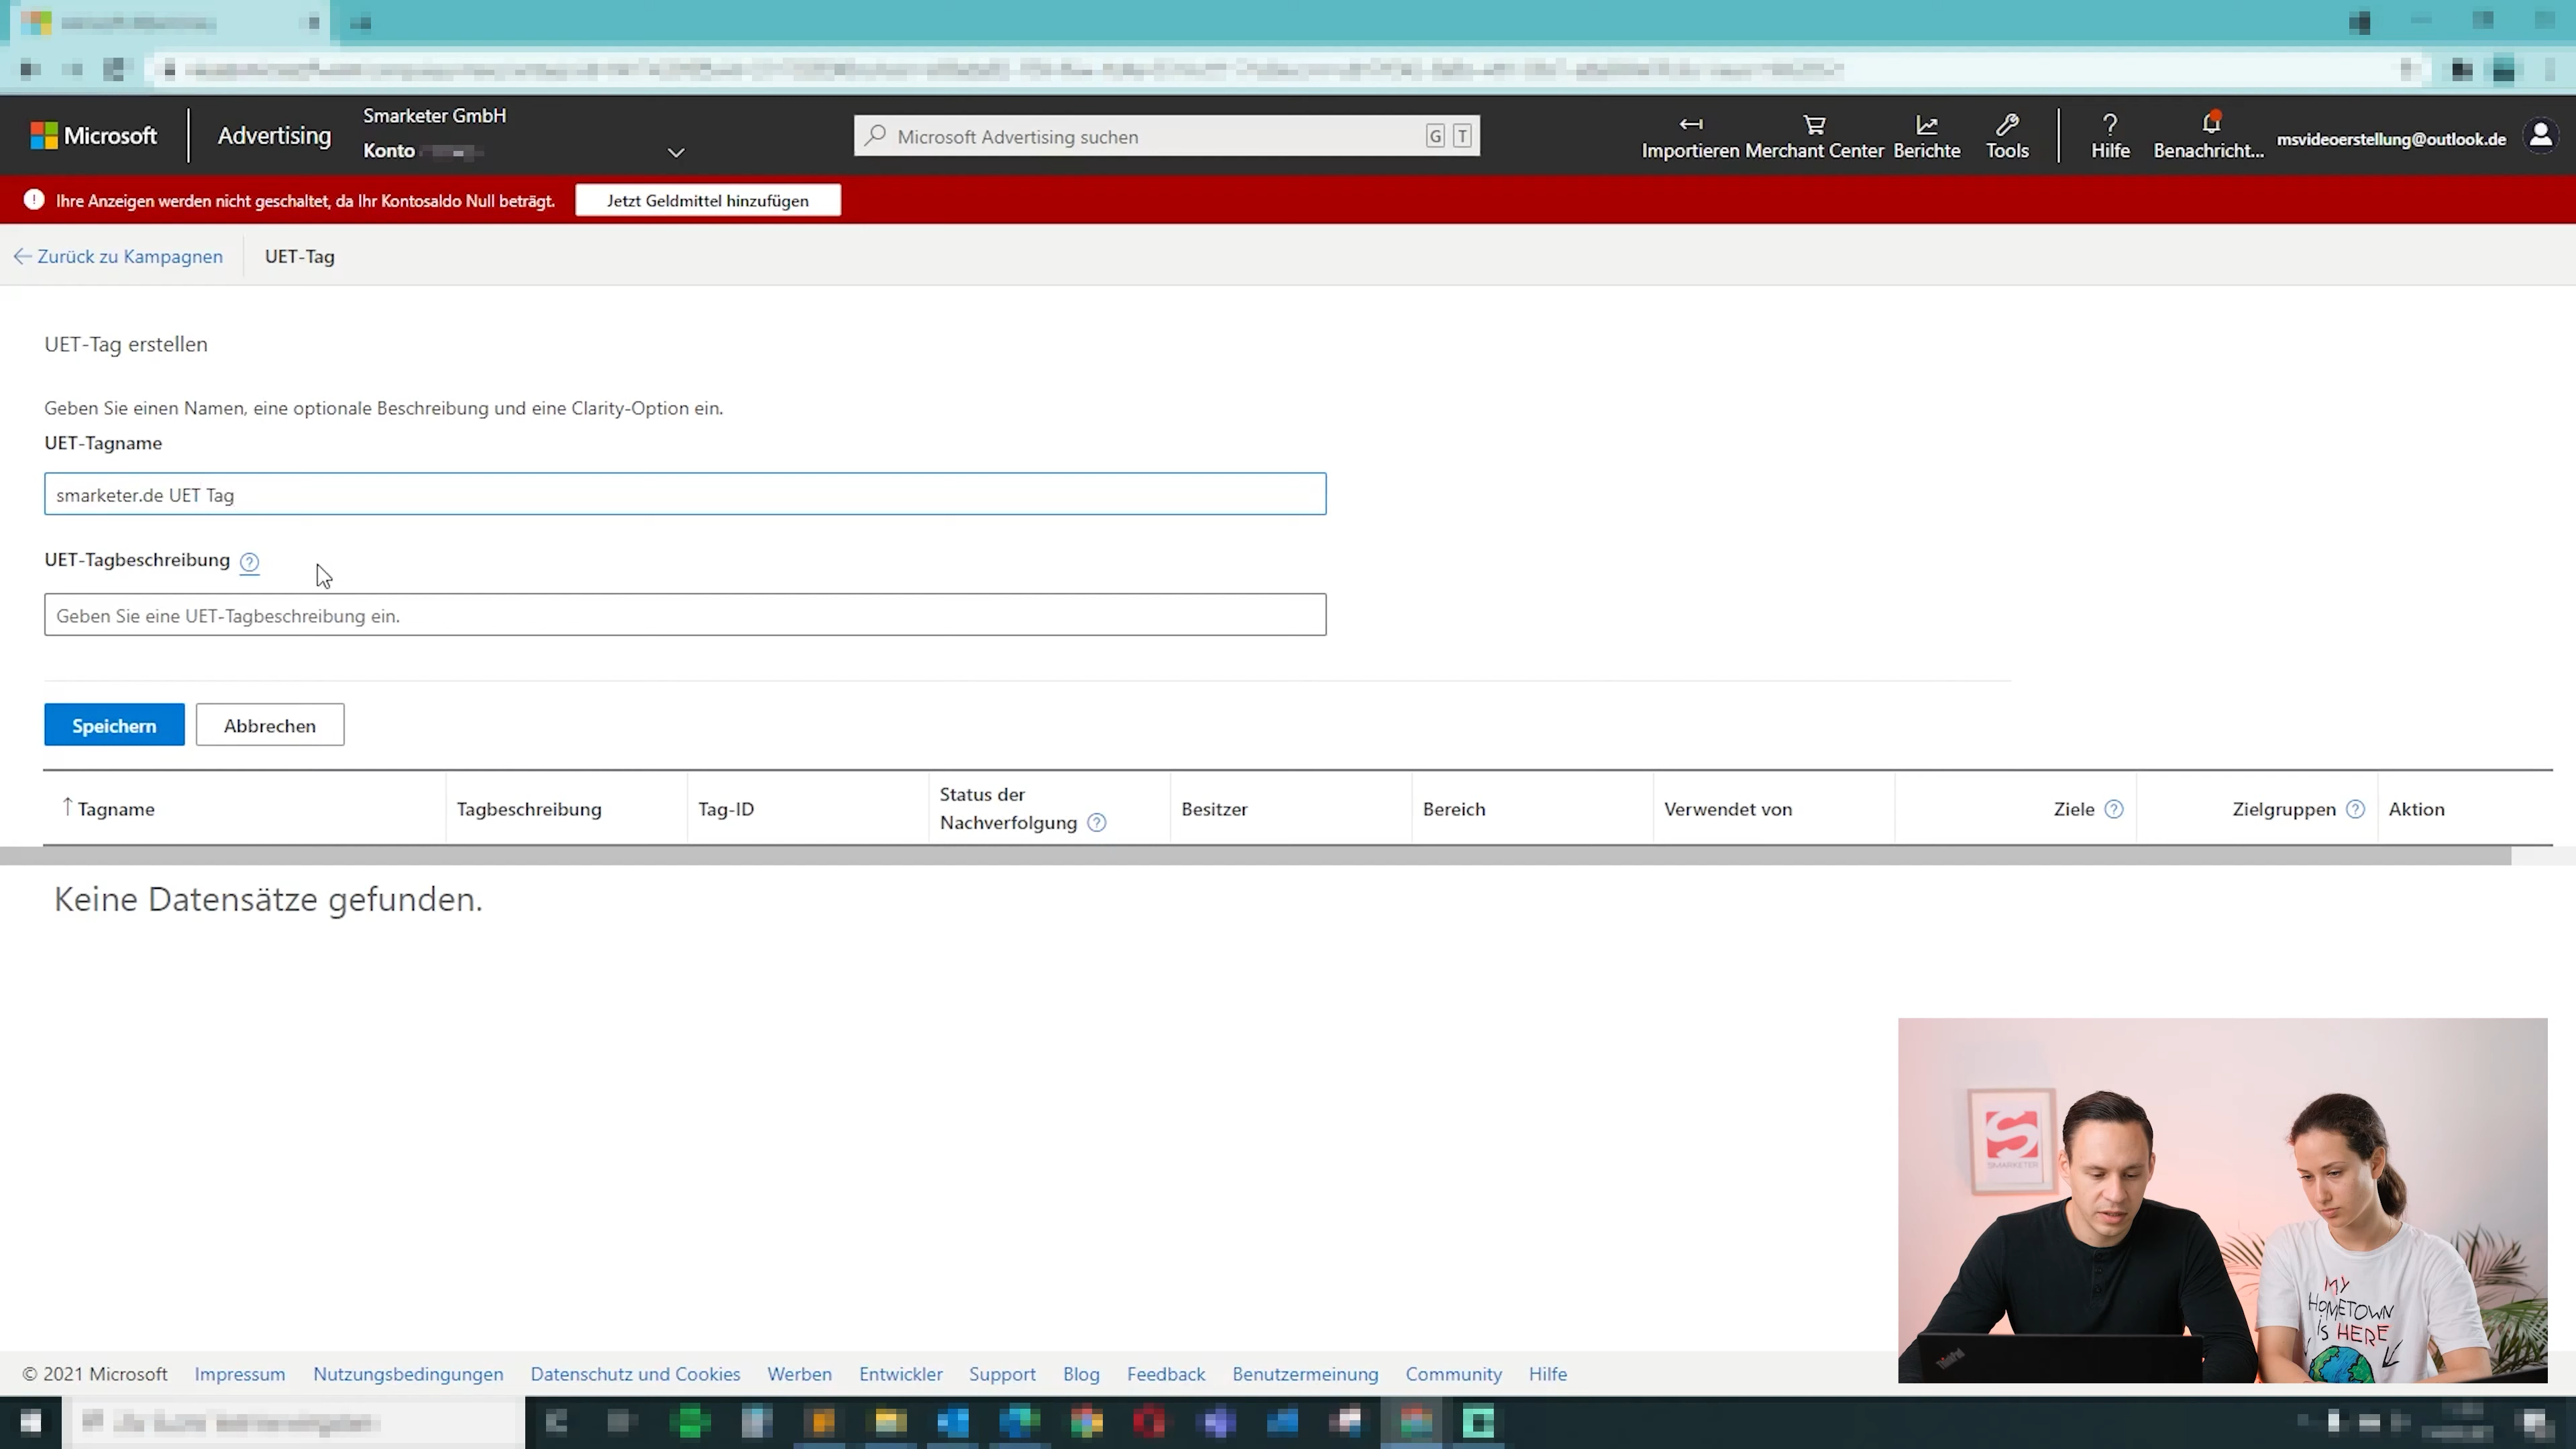 Microsoft
Advertising
Smarketer GmbH
Konto
Microsoft Advertising suchen
G T
Importieren
Merchant Center
Berichte
Tools
Hilfe
Benachricht...
msvideoerstellung@outlook.de
Ihre Anzeigen werden nicht geschaltet, da Ihr Kontosaldo Null beträgt.
Jetzt Geldmittel hinzufügen
Zurück zu Kampagnen
UET-Tag
UET-Tag erstellen
Geben Sie einen Namen, eine optionale Beschreibung und eine Clarity-Option ein.
UET-Tagname
smarketer.de UET Tag
UET-Tagbeschreibung
Geben Sie eine UET-Tagbeschreibung ein.
Speichern
Abbrechen
Tagname
Tagbeschreibung
Tag-ID
Status der
Nachverfolgung
Besitzer
Bereich
Verwendet von
Ziele
Zielgruppen
Aktion
Keine Datensätze gefunden.
SMARKETER
MY
HOMETOWN
IS HERE
ThinkPad
© 2021 Microsoft
Impressum
Nutzungsbedingungen
Datenschutz und Cookies
Werben
Entwickler
Support
Blog
Feedback
Benutzermeinung
Community
Hilfe